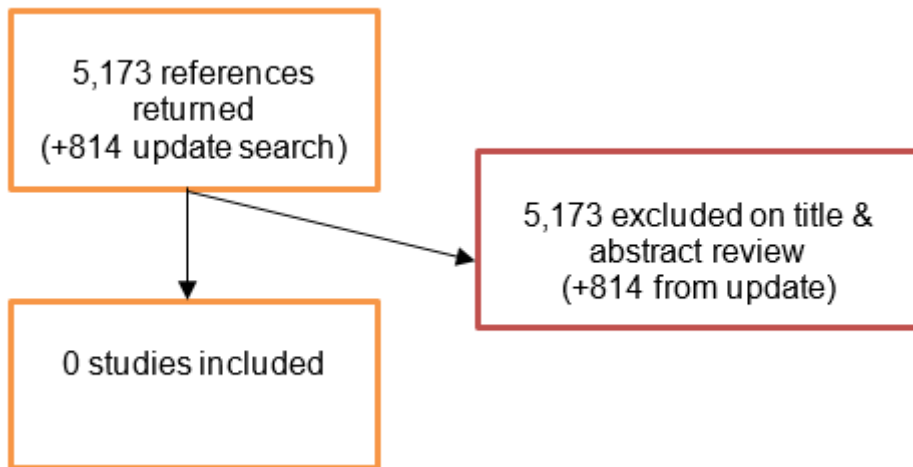 5,173 references
returned
(+814 update search)
5,173 excluded on title &
abstract review
(+814 from update)
0 studies included